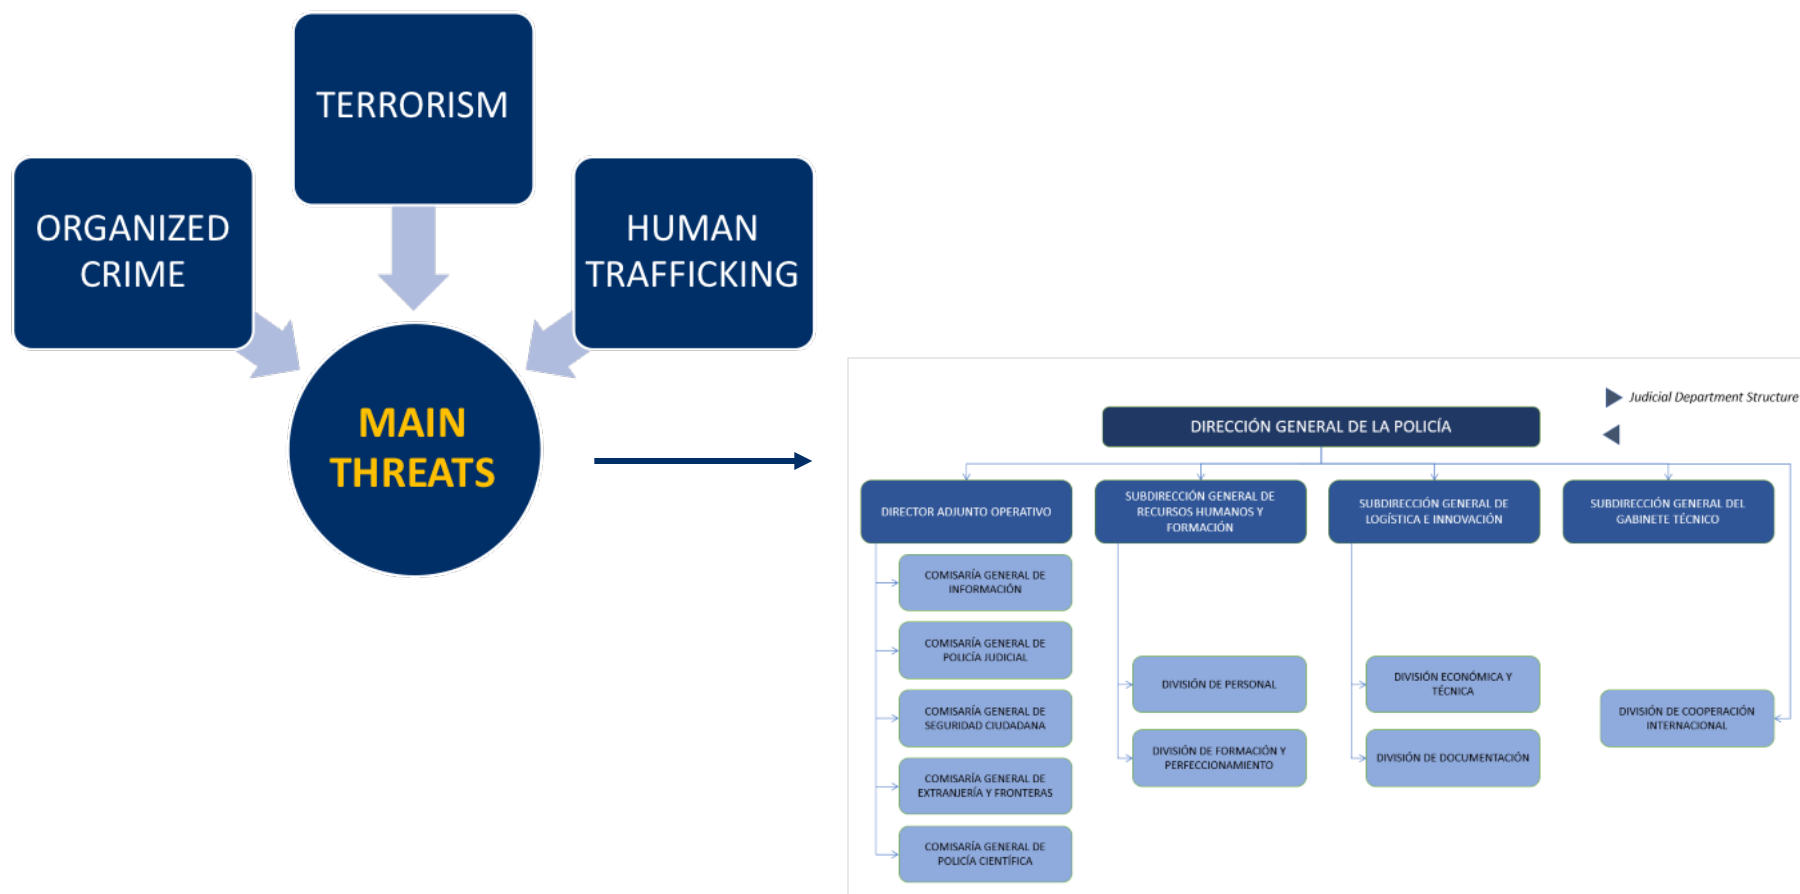 TERRORISM
ORGANIZED
CRIME
HUMAN
TRAFFICKING
MAIN
THREATS
Judicial Department Structure
DIRECCIÓN GENERAL DE LA POLICÍA
DIRECTOR ADJUNTO OPERATIVO
SUBDIRECCIÓN GENERAL DE
RECURSOS HUMANOS Y
FORMACIÓN
SUBDIRECCIÓN GENERAL DE
LOGÍSTICA E INNOVACIÓN
SUBDIRECCIÓN GENERAL DEL
GABINETE TÉCNICO
COMISARÍA GENERAL DE
INFORMACIÓN
COMISARÍA GENERAL DE
POLICÍA JUDICIAL
COMISARÍA GENERAL DE
SEGURIDAD CIUDADANA
COMISARÍA GENERAL DE
EXTRANJERÍA Y FRONTERAS
COMISARÍA GENERAL DE
POLICÍA CIENTÍFICA
DIVISIÓN DE PERSONAL
DIVISIÓN DE FORMACIÓN Y
PERFECCIONAMIENTO
DIVISIÓN ECONÓMICA Y
TÉCNICA
DIVISIÓN DE DOCUMENTACIÓN
DIVISIÓN DE COOPERACIÓN
INTERNACIONAL